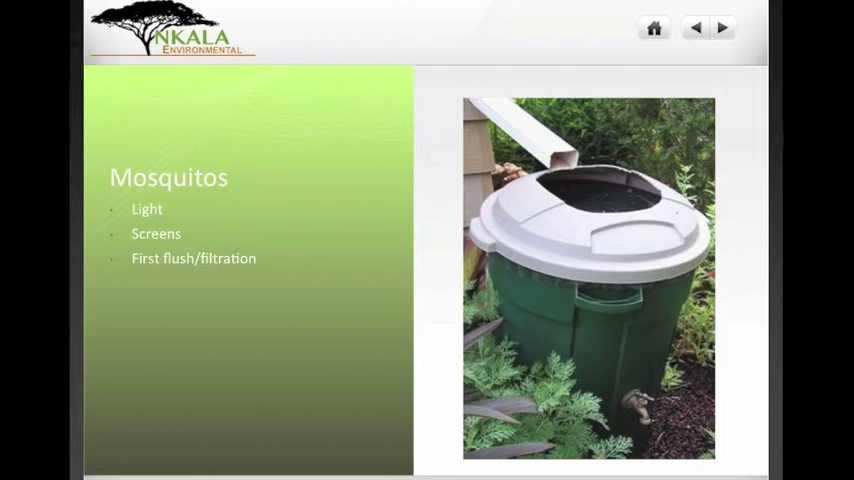 NKALA
ENVIRONMENTAL
Mosquitos
Light
Screens
First flush/filtration